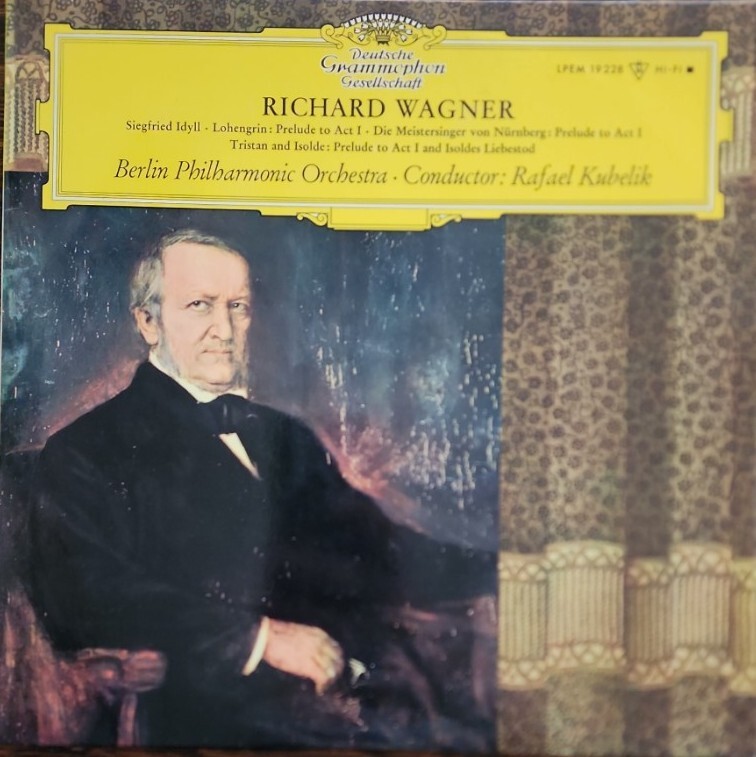 Deutsche
Grammophon
Gesellschaft
LPEM 19228 HI-FI
RICHARD WAGNER
Siegfried Idyll · Lohengrin: Prelude to Act I · Die Meistersinger von Nürnberg: Prelude to Act I
Tristan and Isolde: Prelude to Act I and Isoldes Liebestod
Berlin Philharmonic Orchestra · Conductor: Rafael Kubelik